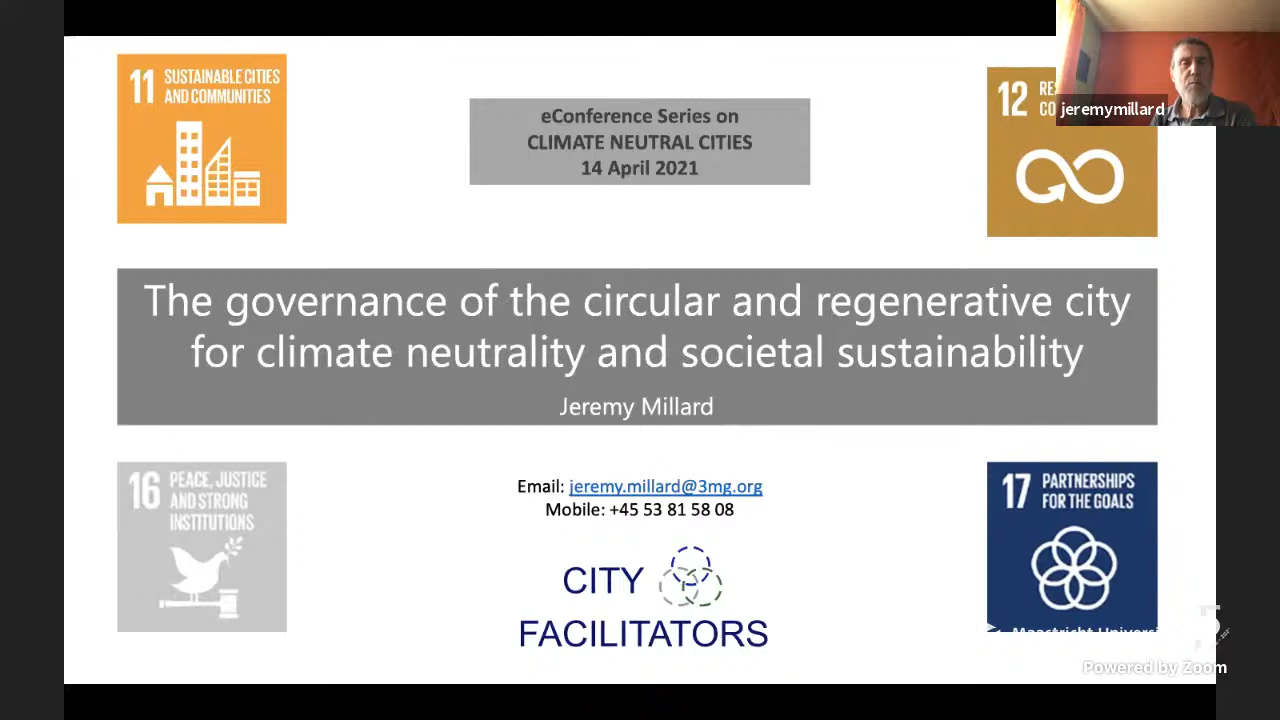 11 SUSTAINABLE CITIES
AND COMMUNITIES
eConference Series on
CLIMATE NEUTRAL CITIES
14 April 2021
12
jeremymillard
The governance of the circular and regenerative city
for climate neutrality and societal sustainability
Jeremy Millard
16 PEACE, JUSTICE
AND STRONG
INSTITUTIONS
Email: jeremy.millard@3mg.org
Mobile: +45 53 81 58 08
CITY
FACILITATORS
17 PARTNERSHIPS
FOR THE GOALS
Maastricht
Powered by Zoom